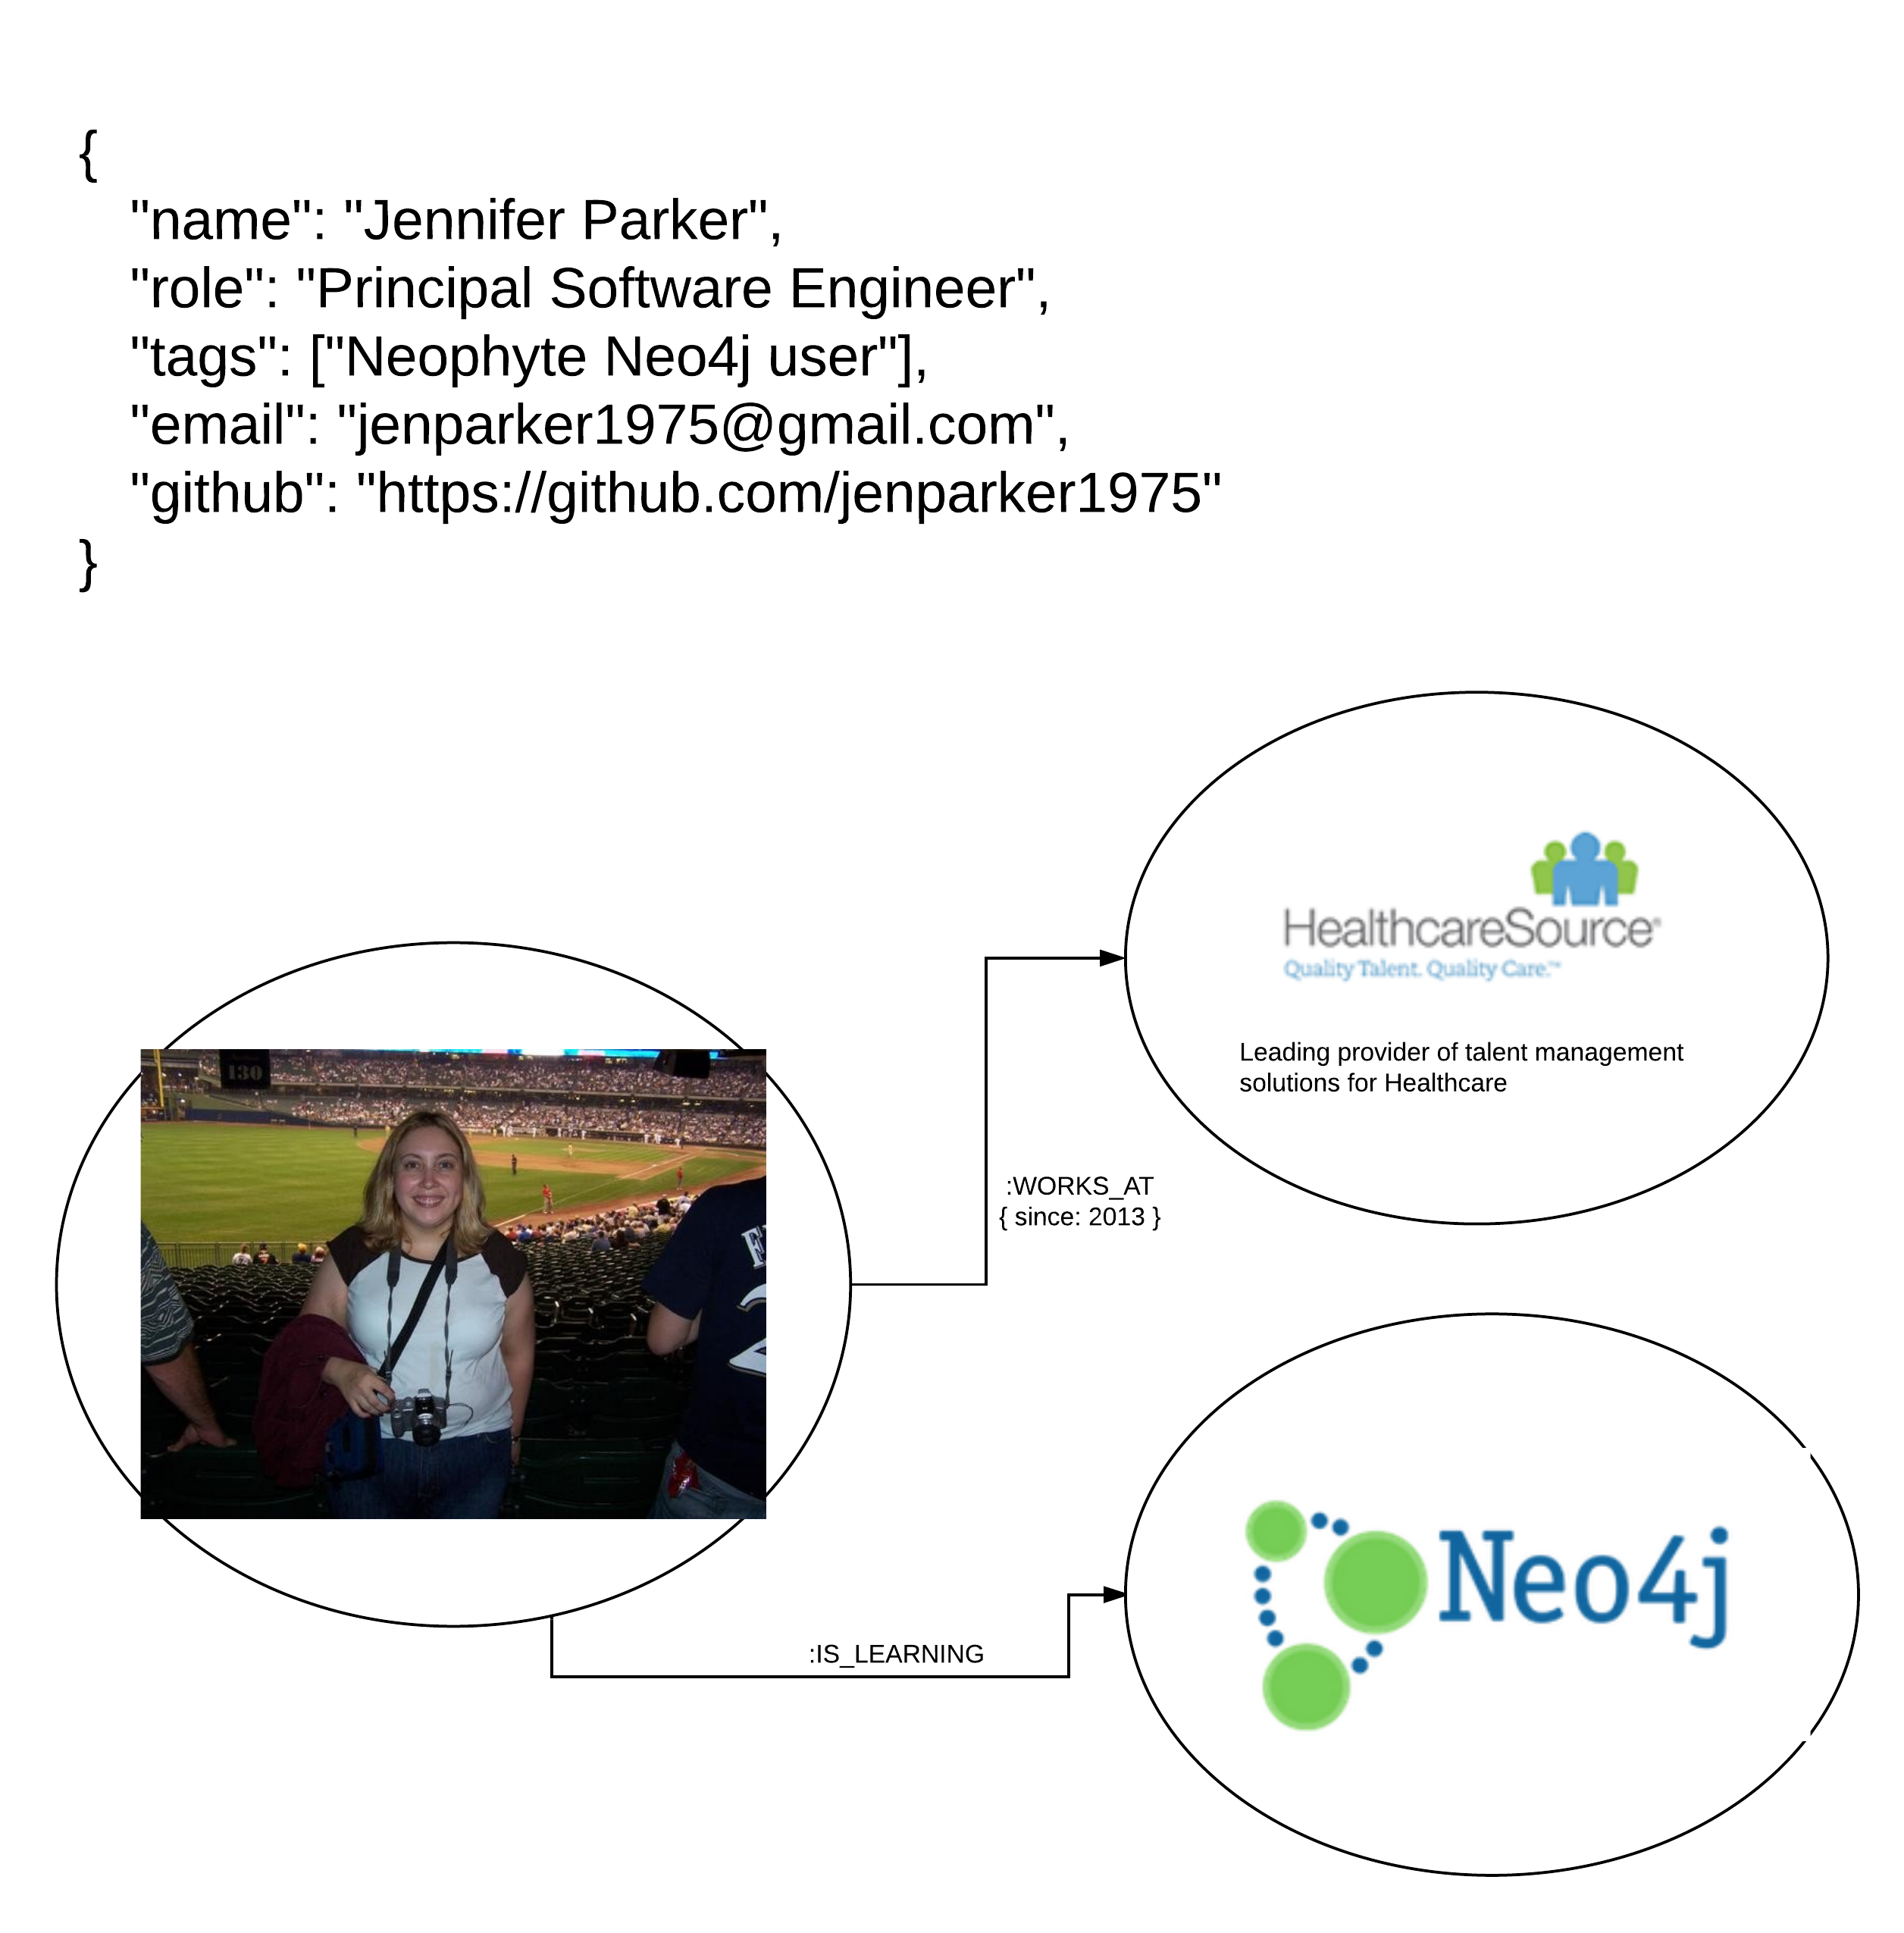 {
"name": "Jennifer Parker",
"role": "Principal Software Engineer",
"tags": ["Neophyte Neo4j user"],
"email": "jenparker1975@gmail.com",
"github": "https://github.com/jenparker1975"
}
HealthcareSource®
Quality Talent. Quality Care.™
Leading provider of talent management
solutions for Healthcare
130
:WORKS_AT
{ since: 2013 }
Neo4j
:IS_LEARNING